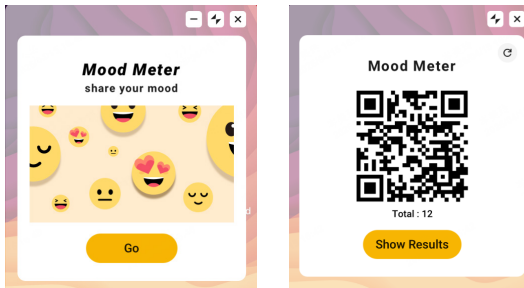 Mood Meter
share your mood
d
Go
Mood Meter
Total : 12
Show Results